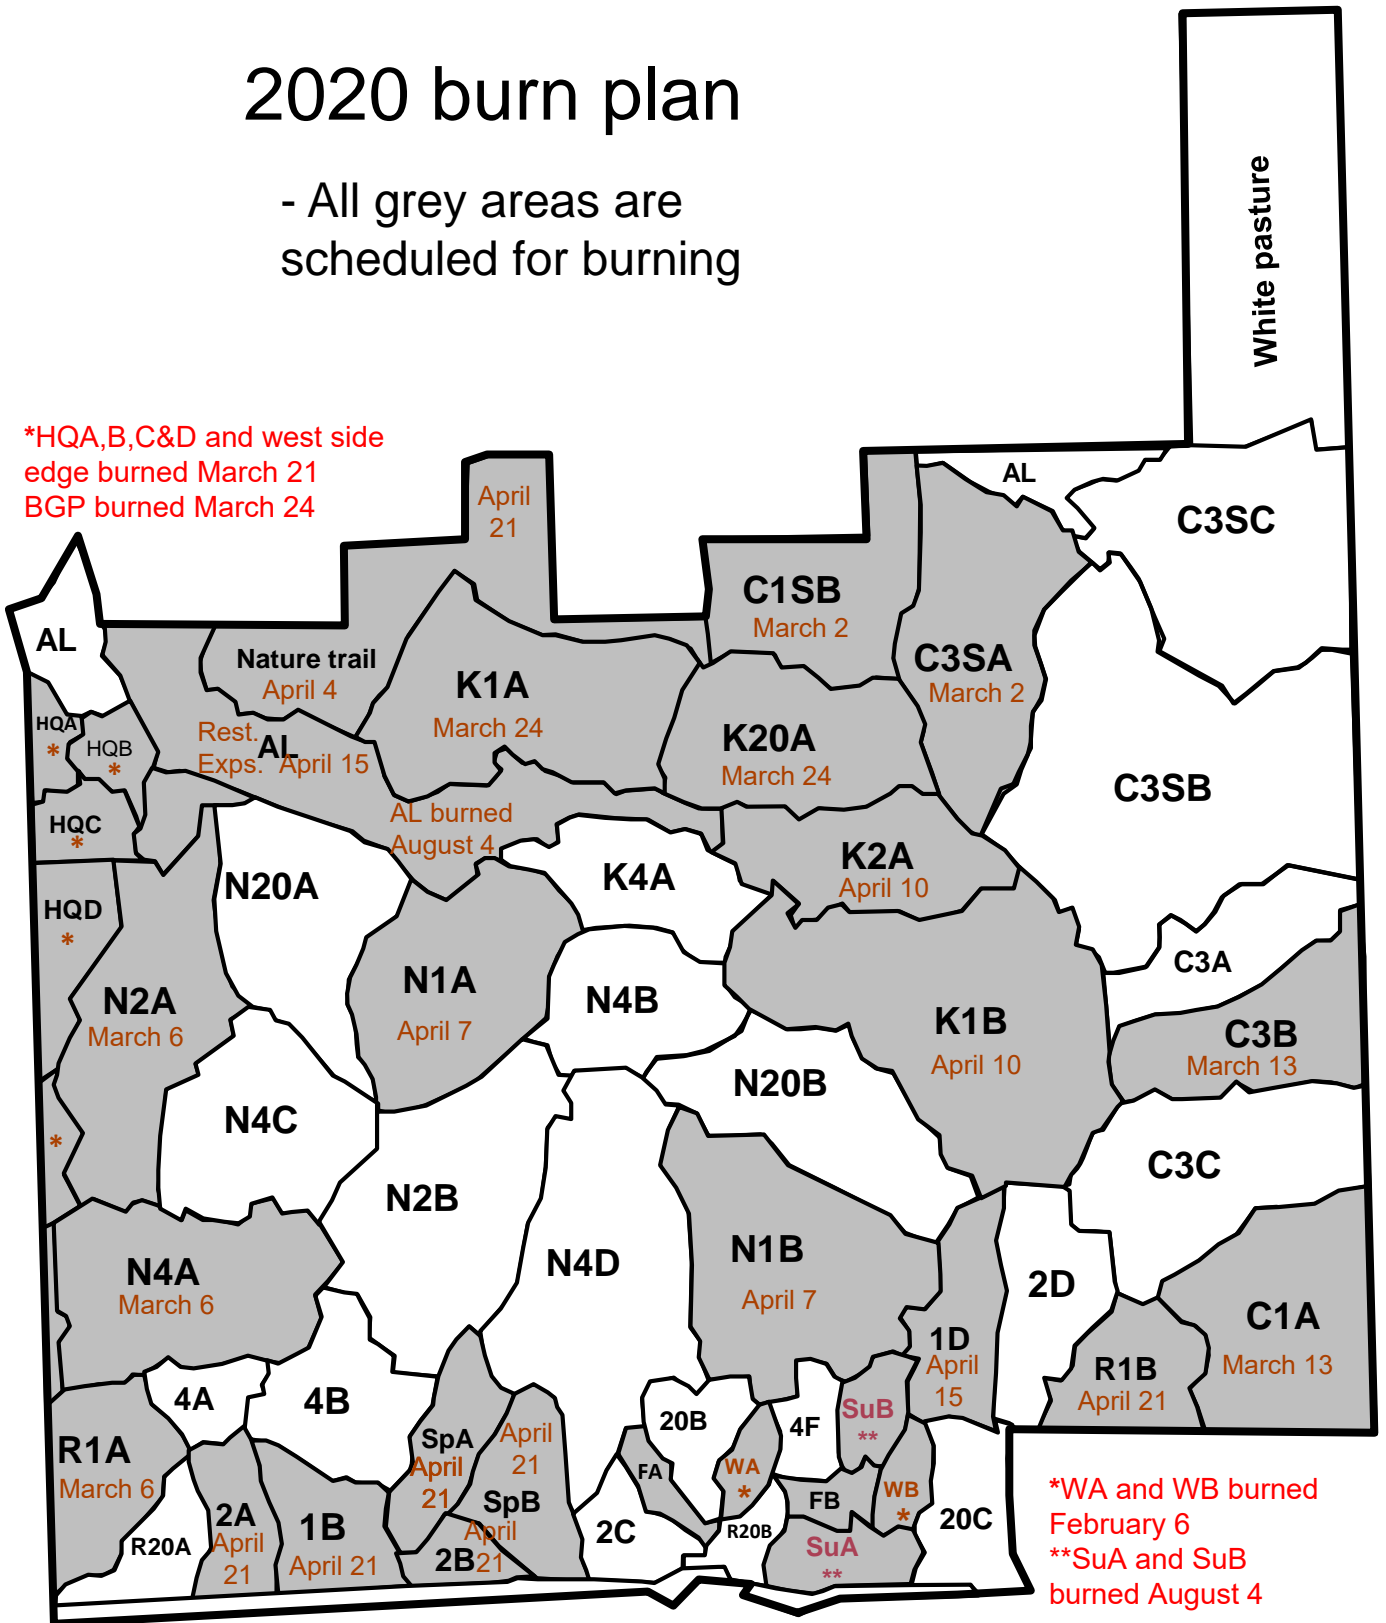 2020 burn plan
- All grey areas are
scheduled for burning
White pasture
*HQA,B,C&D and west side
edge burned March 21
BGP burned March 24
April
21
AL
C3SC
C1SB
March 2
C3SA
March 2
AL
Nature trail
April 4
K1A
March 24
K20A
March 24
HQA
*
HQB
*
Rest.
Exps.
AL
April 15
C3SB
HQC
*
AL burned
August 4
K2A
April 10
K4A
N20A
HQD
*
C3A
N1A
April 7
N4B
N2A
March 6
K1B
April 10
C3B
March 13
N20B
N4C
*
C3C
N2B
N1B
April 7
N4D
N4A
March 6
2D
C1A
March 13
1D
April
15
R1B
April 21
4A
4B
20B
4F
SuB
**
SpA
April
21
April
21
SpB
R1A
March 6
FA
WA
*
WB
*
FB
2A
April
21
1B
April 21
2B
April
21
2C
R20B
20C
R20A
SuA
**
*WA and WB burned
February 6
**SuA and SuB
burned August 4